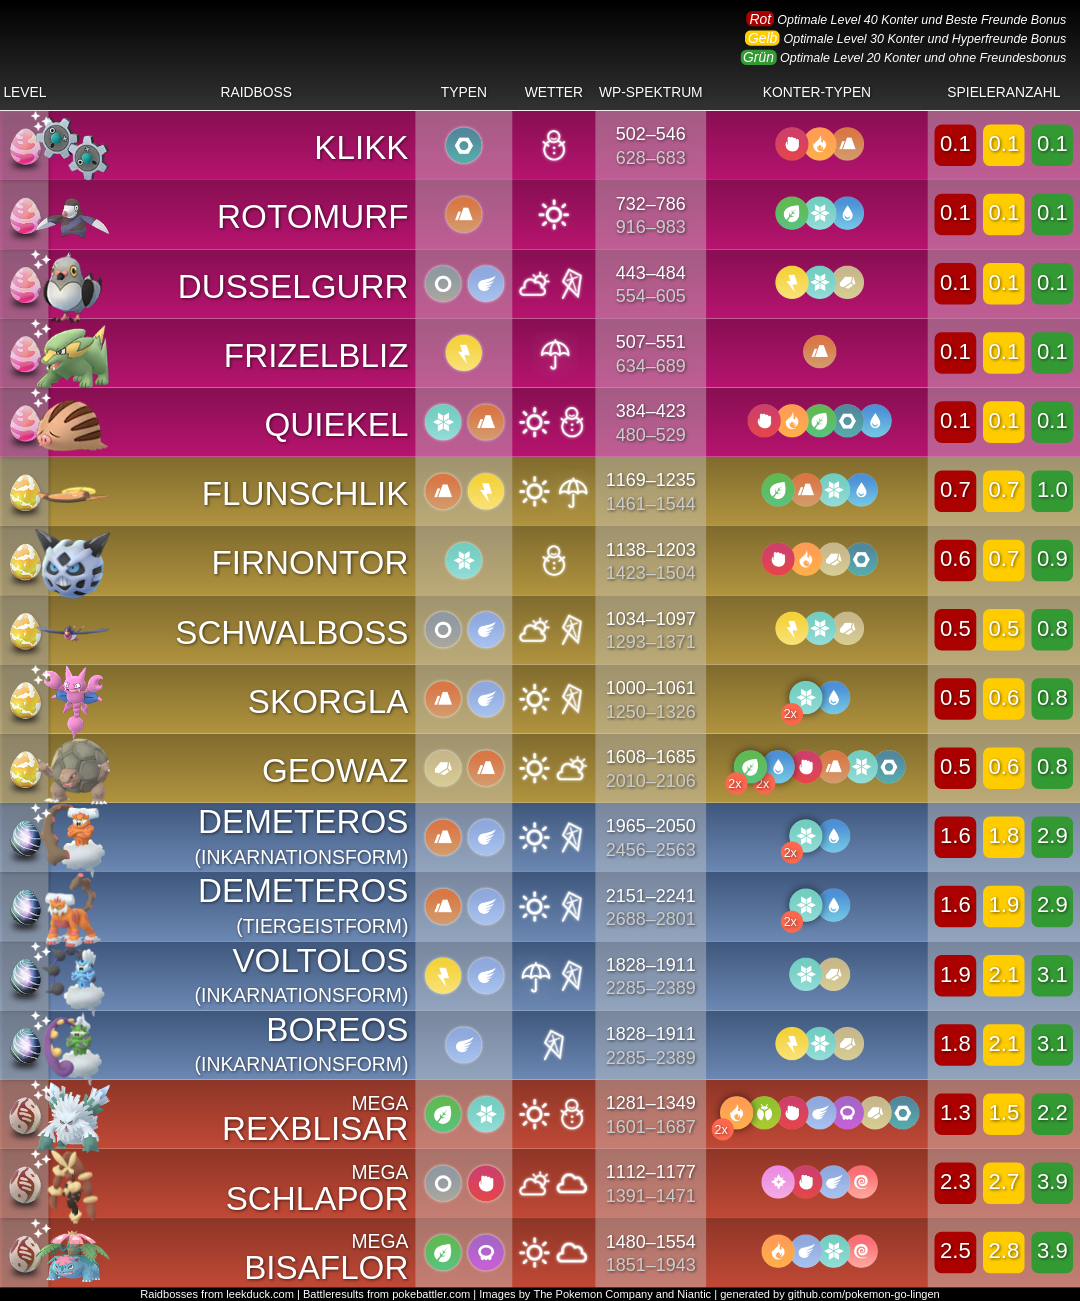 Rot Optimale Level 40 Konter und Beste Freunde Bonus
Gelb Optimale Level 30 Konter und Hyperfreunde Bonus
Grün Optimale Level 20 Konter und ohne Freundesbonus
LEVEL RAIDBOSS TYPEN WETTER WP-SPEKTRUM KONTER-TYPEN SPIELERANZAHL
KLIKK 502–546 0.1 0.1 0.1
628–683
ROTOMURF 732–786 0.1 0.1 0.1
916–983
DUSSELGURR 443–484 0.1 0.1 0.1
554–605
FRIZELBLIZ 507–551 0.1 0.1 0.1
634–689
QUIEKEL 384–423 0.1 0.1 0.1
480–529
FLUNSCHLIK 1169–1235 0.7 0.7 1.0
1461–1544
FIRNONTOR 1138–1203 0.6 0.7 0.9
1423–1504
SCHWALBOSS 1034–1097 0.5 0.5 0.8
1293–1371
SKORGLA 1000–1061 0.5 0.6 0.8
1250–1326 2x
GEOWAZ 1608–1685 0.5 0.6 0.8
2010–2106 2x 2x
DEMETEROS 1965–2050 1.6 1.8 2.9
(INKARNATIONSFORM) 2456–2563 2x
DEMETEROS 2151–2241 1.6 1.9 2.9
(TIERGEISTFORM) 2688–2801 2x
VOLTOLOS 1828–1911 1.9 2.1 3.1
(INKARNATIONSFORM) 2285–2389
BOREOS 1828–1911 1.8 2.1 3.1
(INKARNATIONSFORM) 2285–2389
MEGA 1281–1349 1.3 1.5 2.2
REXBLISAR 1601–1687 2x
MEGA 1112–1177 2.3 2.7 3.9
SCHLAPOR 1391–1471
MEGA 1480–1554 2.5 2.8 3.9
BISAFLOR 1851–1943
Raidbosses from leekduck.com | Battleresults from pokebattler.com | Images by The Pokemon Company and Niantic | generated by github.com/pokemon-go-lingen